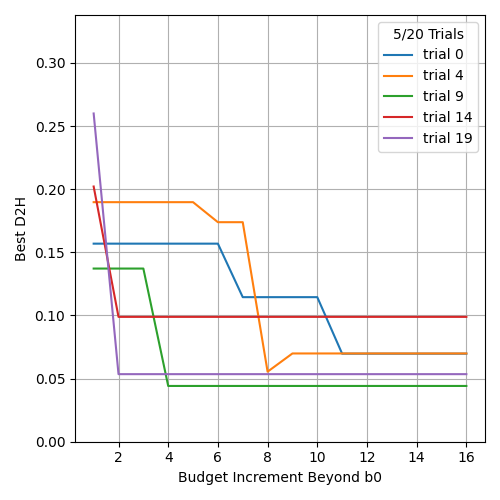 5/20 Trials
trial 0
trial 4
trial 9
trial 14
trial 19
Best D2H
0.30
0.25
0.20
0.15
0.10
0.05
0.00
2 4 6 8 10 12 14 16
Budget Increment Beyond b0